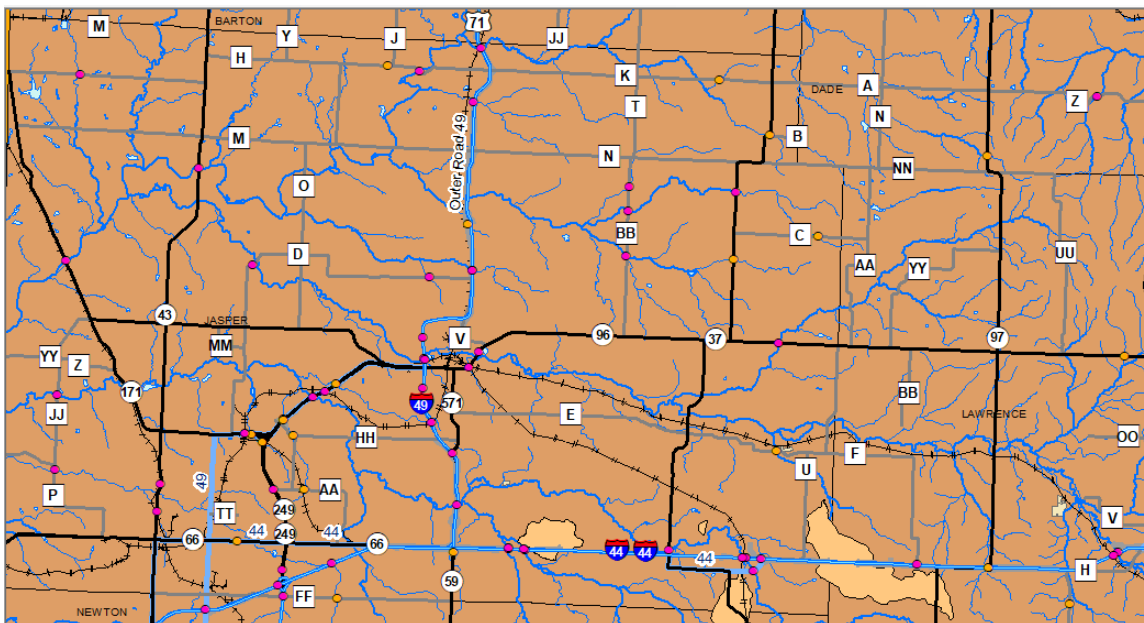 M
BARTON
Y
J
71
JJ
H
K
A
DADE
Z
T
N
B
M
N
NN
Outer Road 49
O
BB
C
D
AA
YY
UU
43
JASPER
MM
V
96
37
97
YY
Z
171
JJ
49
571
E
BB
LAWRENCE
HH
F
OO
U
49
P
AA
TT
249
V
44
249
44
66
66
44
44
44
H
59
FF
NEWTON